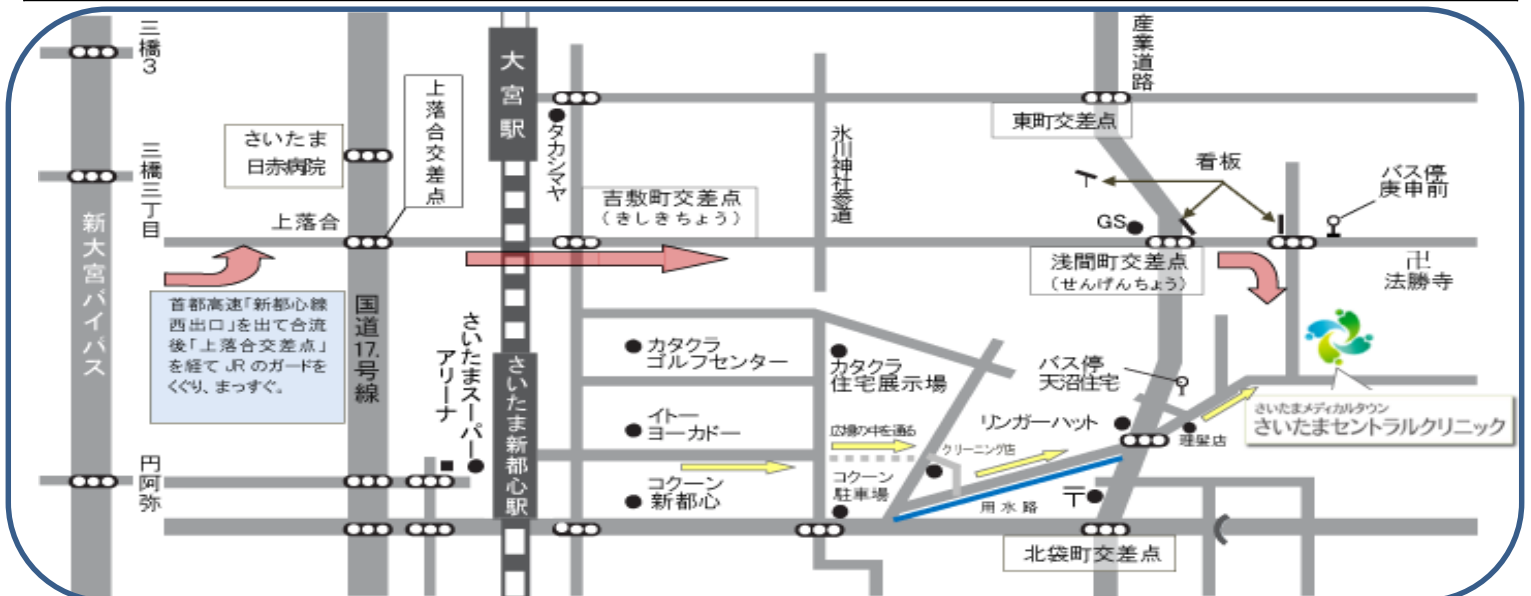 三橋3
三橋三丁目
新大宮バイパス
円阿弥
さいたま
日赤病院
上落合
上落合交差点
首都高速「新都心線
西出口」を出て合流
後「上落合交差点」
を経て JR のガードを
くぐり、まっすぐ。
国道17.号線
さいたまスーパー
アリーナ
大宮駅
さいたま新都心駅
タカシマヤ
吉敷町交差点
(きしきちょう)
氷川神社参道
カタクラ
ゴルフセンター
イトー
ヨーカドー
コクーン
新都心
カタクラ
住宅展示場
広場の中を通る
クリーニング店
コクーン
駐車場
用水路
産業道路
東町交差点
看板
GS
バス停
庚申前
浅間町交差点
(せんげんちょう)
卍
法勝寺
バス停
天沼住宅
リンガーハット
理髪店
さいたまメディカルタウン
さいたまセントラルクリニック
〒
北袋町交差点